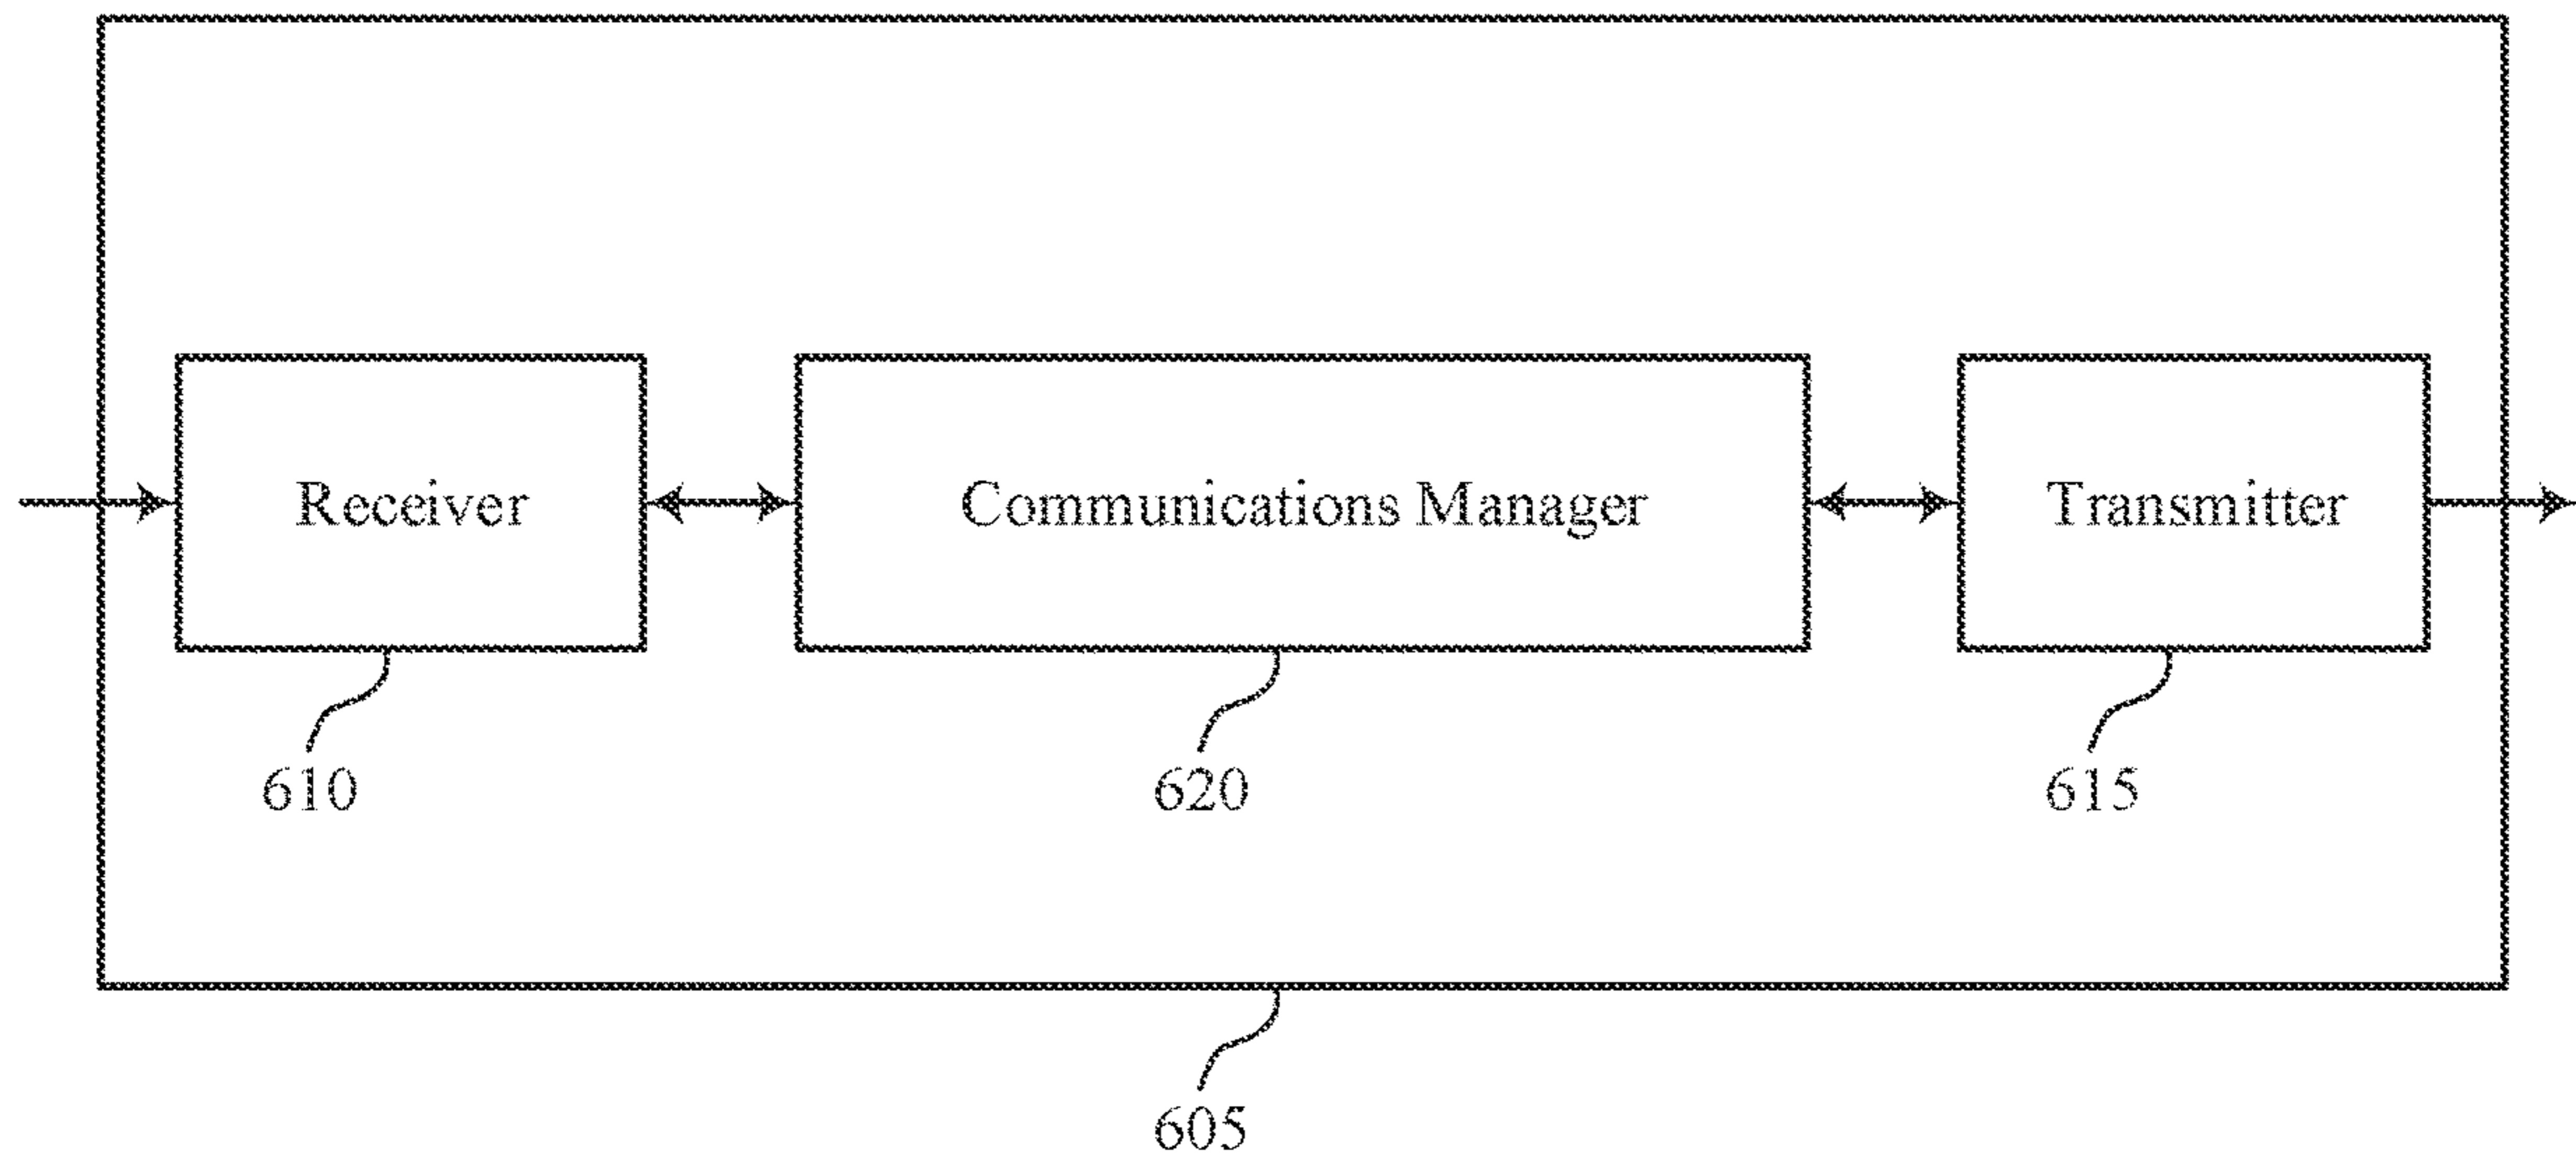 Receiver
Communications Manager
Transmitter
610
620
615
605